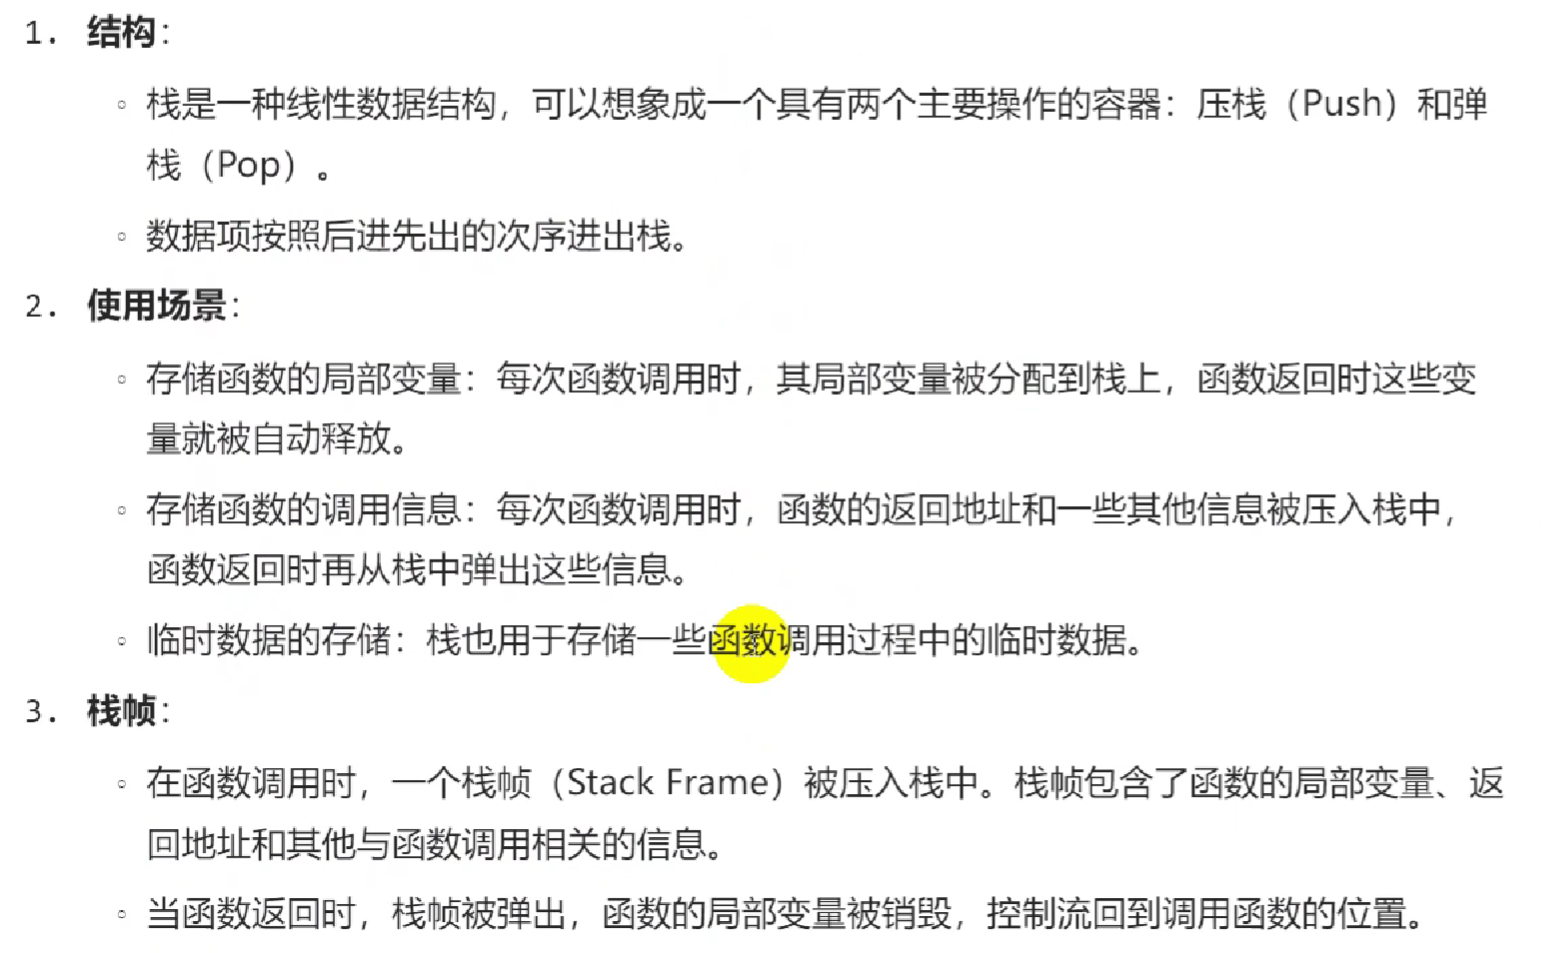 1. 结构：
◦ 栈是一种线性数据结构，可以想象成一个具有两个主要操作的容器：压栈（Push）和弹
栈（Pop）。
◦ 数据项按照后进先出的次序进出栈。
2. 使用场景：
◦ 存储函数的局部变量：每次函数调用时，其局部变量被分配到栈上，函数返回时这些变
量就被自动释放。
◦ 存储函数的调用信息：每次函数调用时，函数的返回地址和一些其他信息被压入栈中，
函数返回时再从栈中弹出这些信息。
◦ 临时数据的存储：栈也用于存储一些函数调用过程中的临时数据。
3. 栈帧：
◦ 在函数调用时，一个栈帧（Stack Frame）被压入栈中。栈帧包含了函数的局部变量、返
回地址和其他与函数调用相关的信息。
◦ 当函数返回时，栈帧被弹出，函数的局部变量被销毁，控制流回到调用函数的位置。